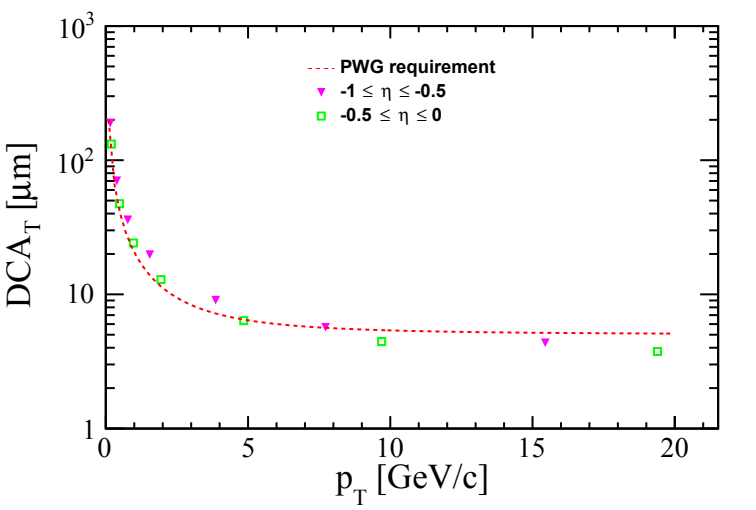 10³
PWG requirement
-1 ≤ η ≤ -0.5
-0.5 ≤ η ≤ 0
10²
DCA_T [μm]
10
1
0 5 10 15 20
p_T [GeV/c]